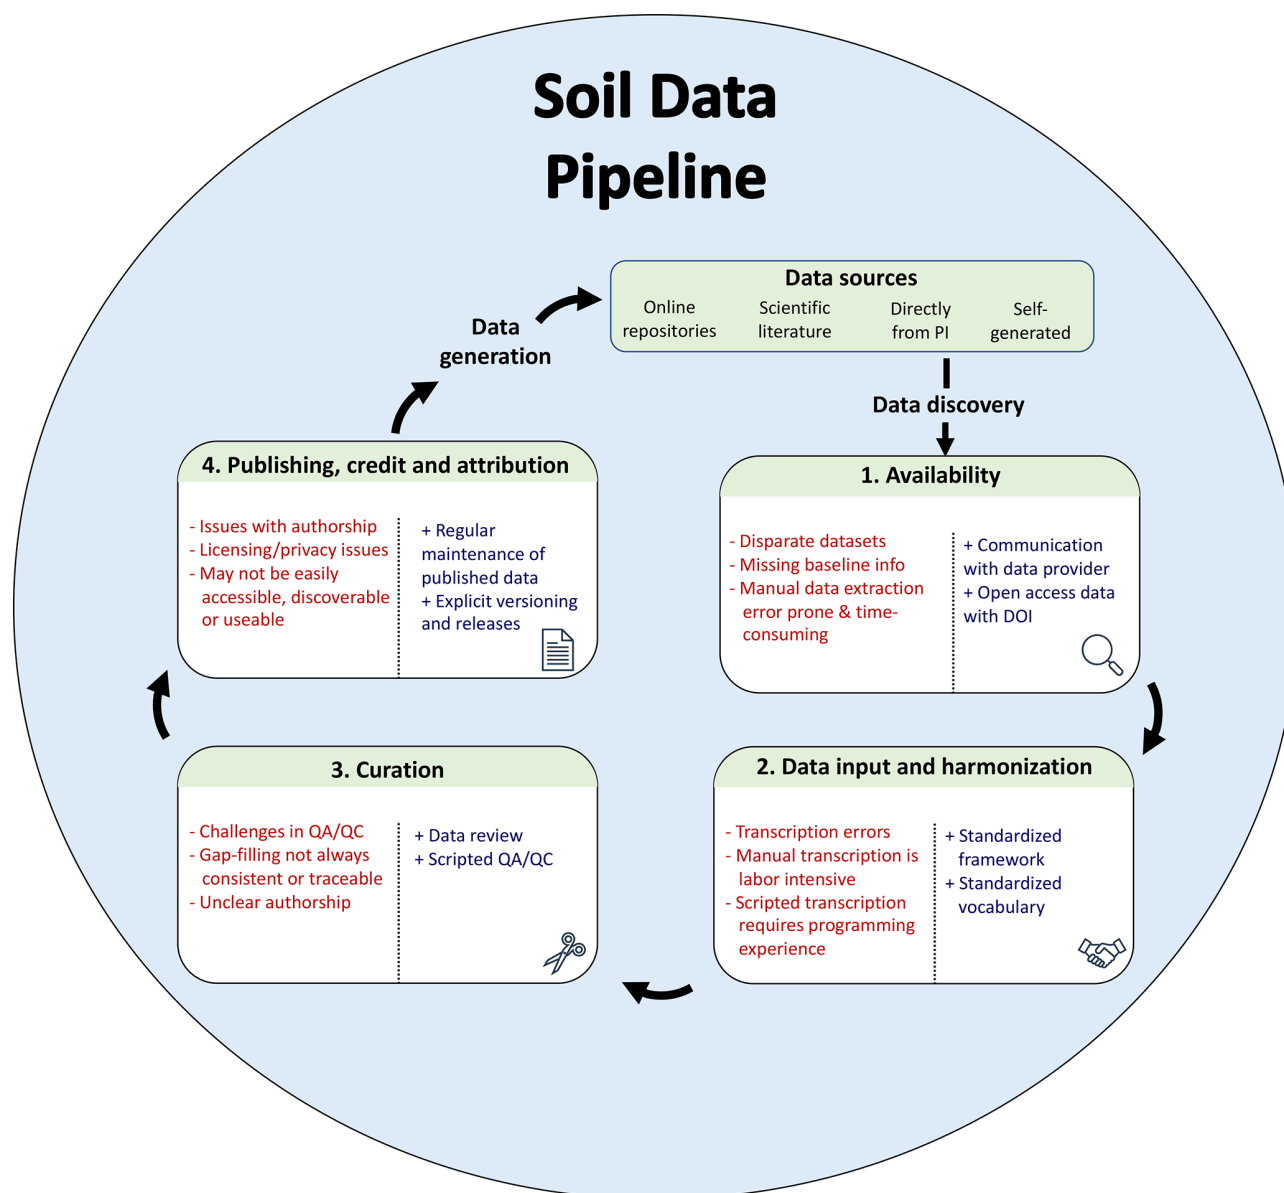 Soil Data
Pipeline
Data sources
Online
repositories
Scientific
literature
Directly
from PI
Self-
generated
Data
generation
Data discovery
1. Availability
- Disparate datasets
- Missing baseline info
- Manual data extraction
error prone & time-
consuming
+ Communication
with data provider
+ Open access data
with DOI
2. Data input and harmonization
- Transcription errors
- Manual transcription is
labor intensive
- Scripted transcription
requires programming
experience
+ Standardized
framework
+ Standardized
vocabulary
3. Curation
- Challenges in QA/QC
- Gap-filling not always
consistent or traceable
- Unclear authorship
+ Data review
+ Scripted QA/QC
4. Publishing, credit and attribution
- Issues with authorship
- Licensing/privacy issues
- May not be easily
accessible, discoverable
or useable
+ Regular
maintenance of
published data
+ Explicit versioning
and releases